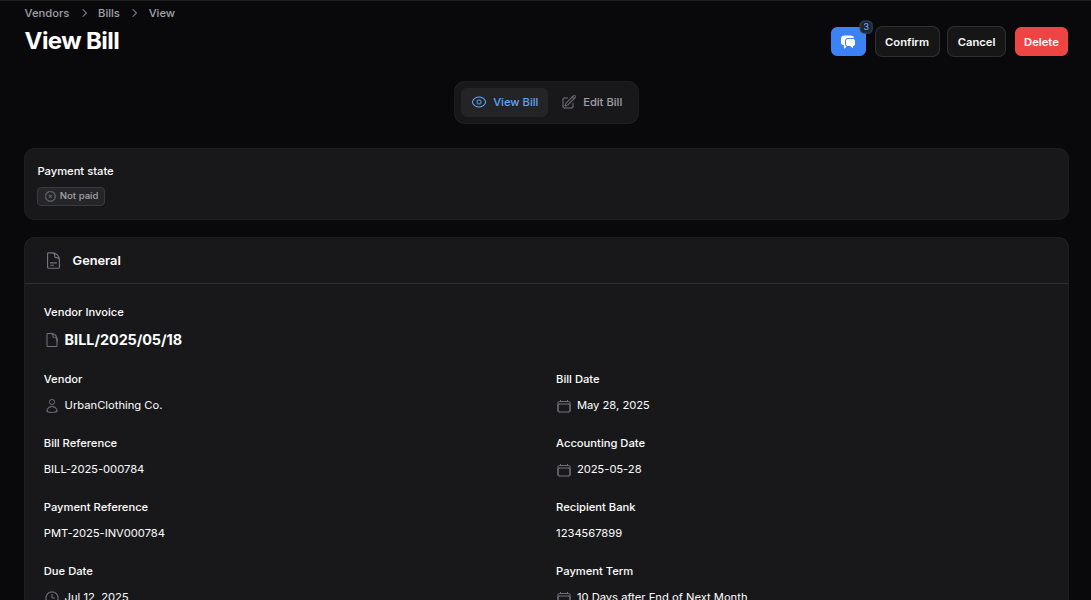 Vendors > Bills > View
View Bill
3
Confirm
Cancel
Delete
View Bill
Edit Bill
Payment state
Not paid
General
Vendor Invoice
BILL/2025/05/18
Vendor
Bill Date
UrbanClothing Co.
May 28, 2025
Bill Reference
Accounting Date
BILL-2025-000784
2025-05-28
Payment Reference
Recipient Bank
PMT-2025-INV000784
1234567899
Due Date
Payment Term
Jul 12, 2025
10 Days after End of Next Month